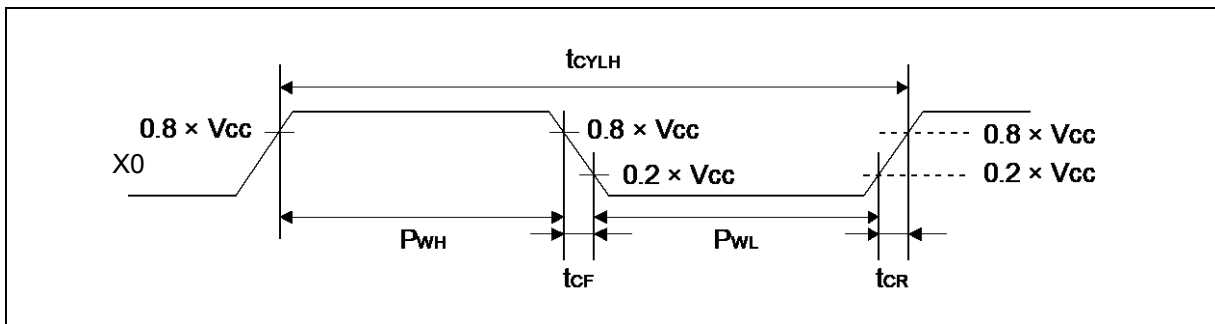 tCYLH
0.8 × Vcc
0.8 × Vcc
0.8 × Vcc
X0
0.2 × Vcc
0.2 × Vcc
PWH
PWL
tCF
tCR